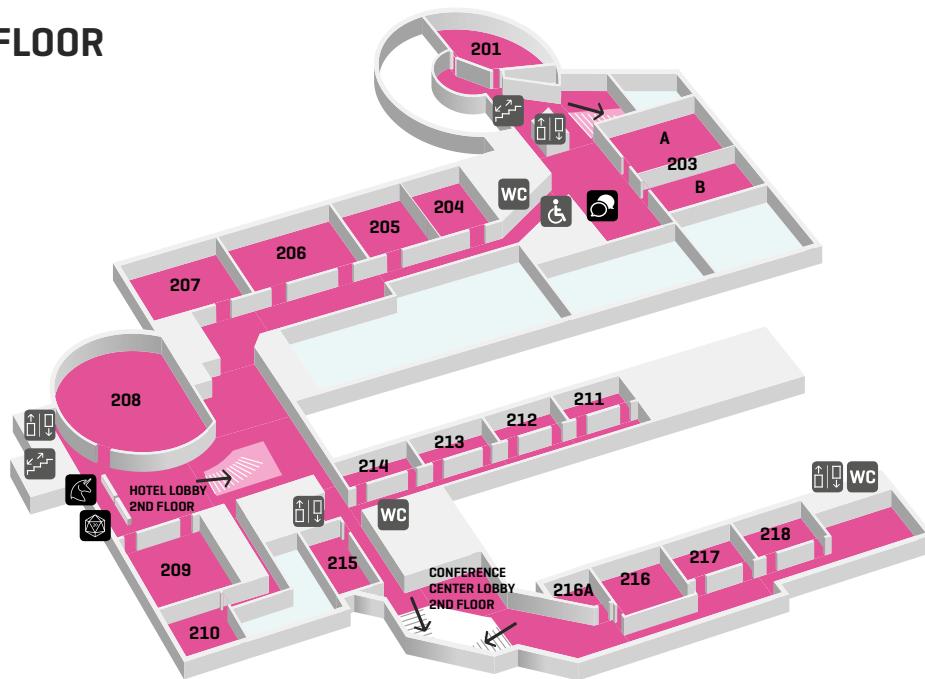 FLOOR
201
A
203
B
WC
204
205
206
207
208
211
212
213
214
HOTEL LOBBY
2ND FLOOR
WC
WC
209
210
215
CONFERENCE
CENTER LOBBY
2ND FLOOR
216A
216
217
218